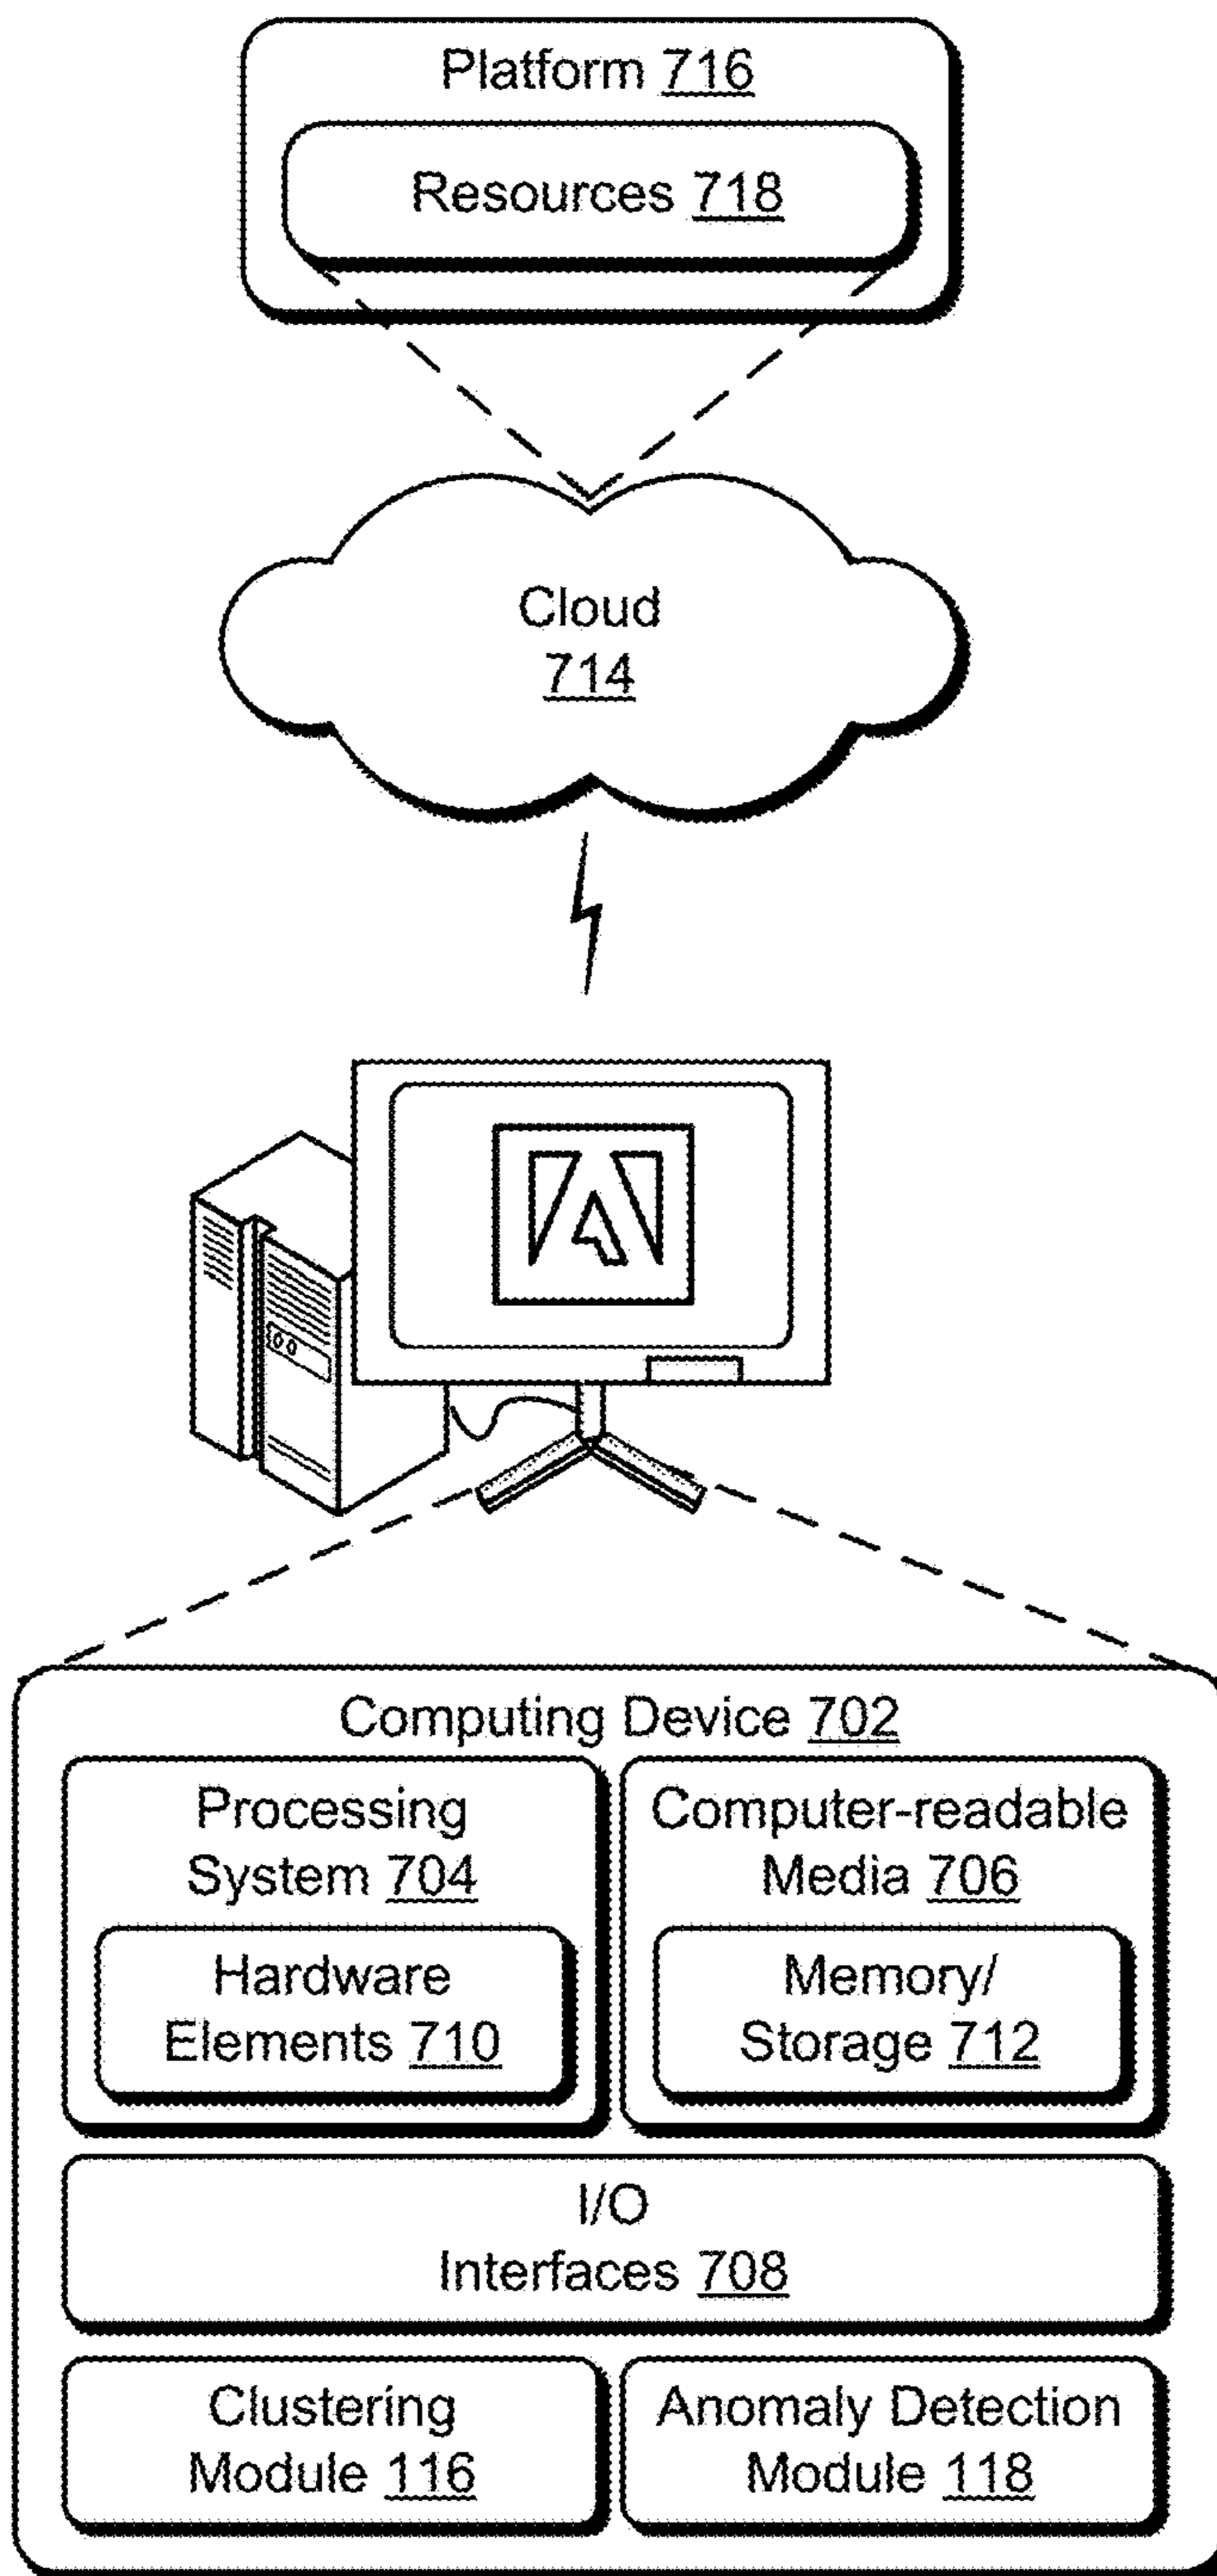 Platform 716
Resources 718
Cloud
714
Computing Device 702
Processing
System 704
Hardware
Elements 710
Computer-readable
Media 706
Memory/
Storage 712
I/O
Interfaces 708
Clustering
Module 116
Anomaly Detection
Module 118